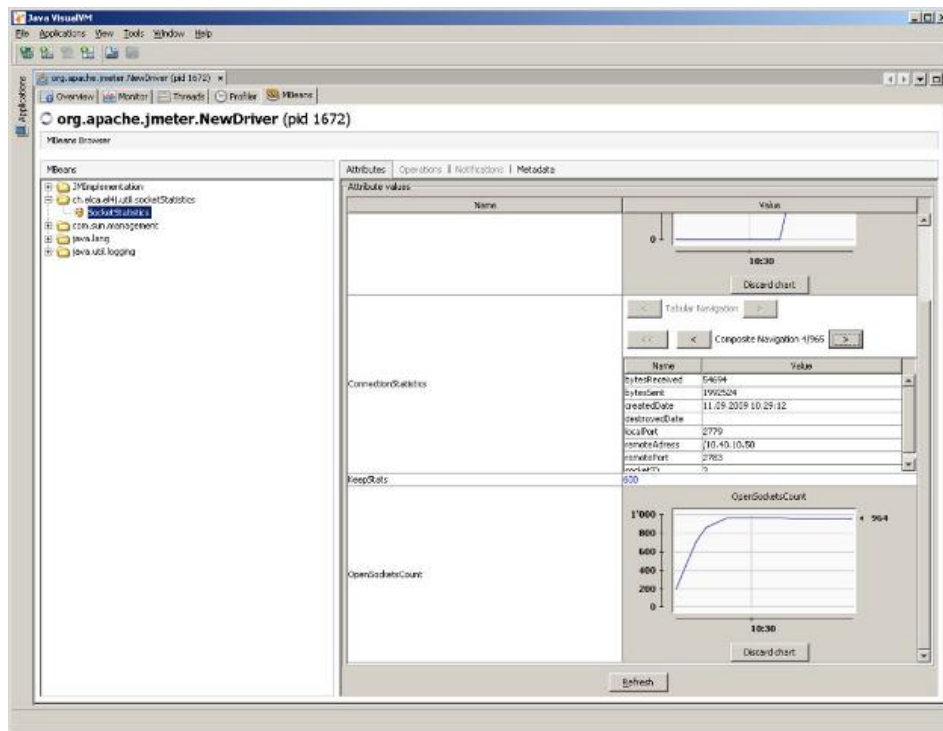 Java VisualVM
File Applications View Tools Window Help
Applications
org.apache.jmeter.NewDriver (pid 1672)
Overview Monitor Threads Profiler MBeans
org.apache.jmeter.NewDriver (pid 1672)
MBeans Browser
MBeans
JMImplementation
ch.elca.el4j.util.socketStatistics
SocketStatistics
com.sun.management
java.lang
java.util.logging
Attributes Operations Notifications Metadata
Attribute values
Name Value
0
10:30
Discard chart
< Tabular Navigation >
<< < Composite Navigation 4/965 >
ConnectionStatistics
Name Value
bytesReceived 54694
bytesSent 1992524
createdDate 11.09.2009 10:29:12
destroyedDate
localPort 2779
remoteAdress /10.40.10.50
remotePort 2783
socketID
KeepStats 600
OpenSocketsCount
OpenSocketsCount
1'000
800
600
400
200
0
964
10:30
Discard chart
Refresh